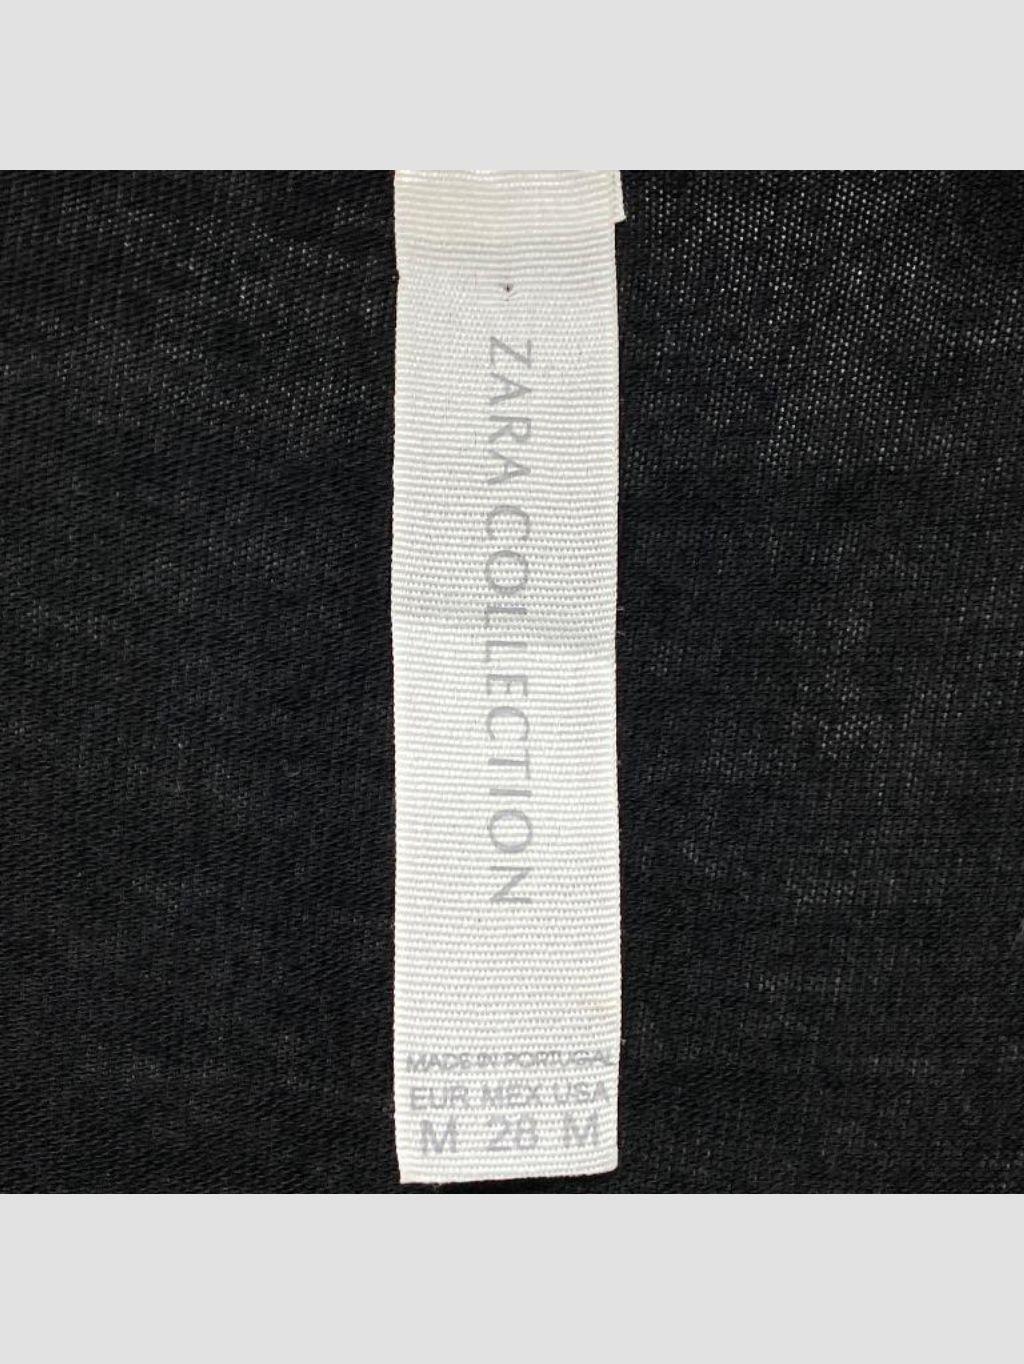 ZARA COLLECTION
MADE IN PORTUGAL
EUR MEX USA
M 28 M